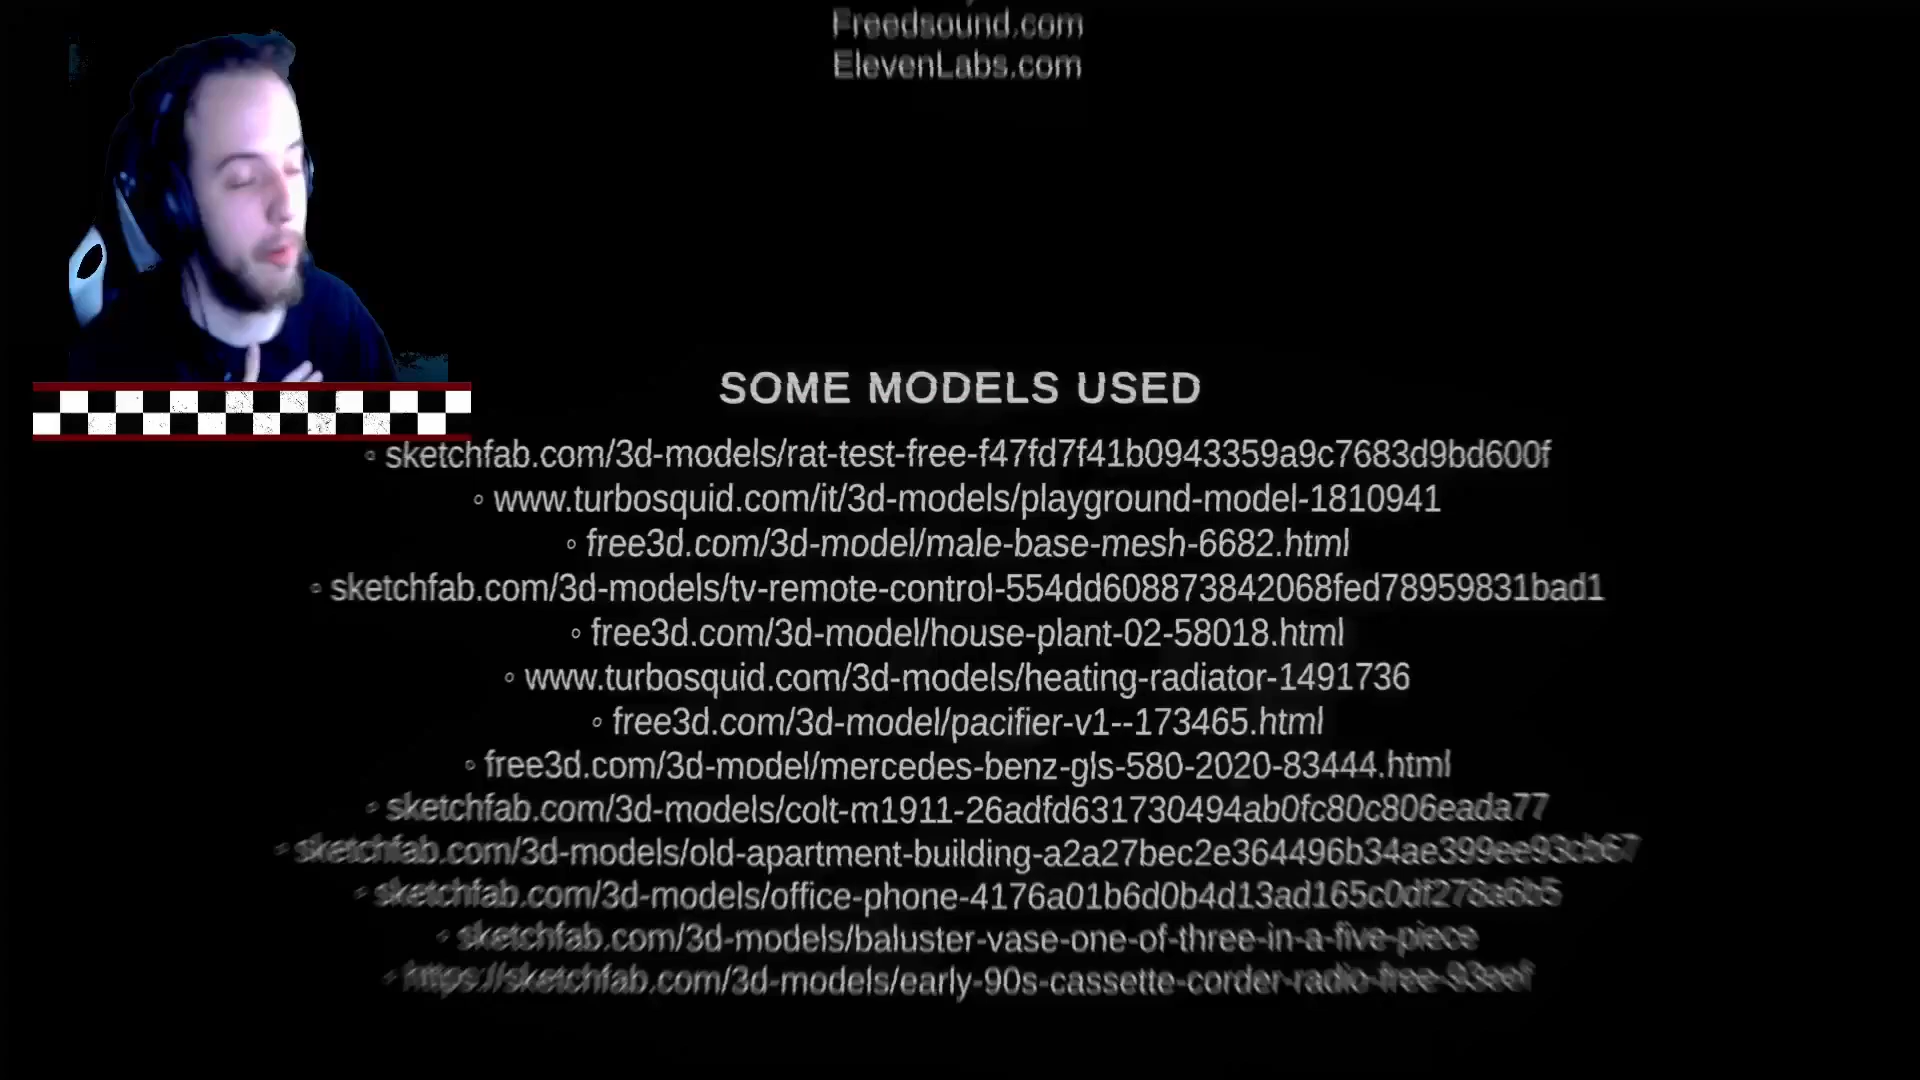 Freedsound.com
ElevenLabs.com
SOME MODELS USED
◦ sketchfab.com/3d-models/rat-test-free-f47fd7f41b0943359a9c7683d9bd600f
◦ www.turbosquid.com/it/3d-models/playground-model-1810941
◦ free3d.com/3d-model/male-base-mesh-6682.html
◦ sketchfab.com/3d-models/tv-remote-control-554dd608873842068fed78959831bad1
◦ free3d.com/3d-model/house-plant-02-58018.html
◦ www.turbosquid.com/3d-models/heating-radiator-1491736
◦ free3d.com/3d-model/pacifier-v1--173465.html
◦ free3d.com/3d-model/mercedes-benz-gls-580-2020-83444.html
◦ sketchfab.com/3d-models/colt-m1911-26adfd631730494ab0fc80c806eada77
◦ sketchfab.com/3d-models/old-apartment-building-a2a27bec2e364496b34ae399ee93cb67
◦ sketchfab.com/3d-models/office-phone-4176a01b6d0b4d13ad165c0df278a6b5
◦ sketchfab.com/3d-models/baluster-vase-one-of-three-in-a-five-piece
◦ https://sketchfab.com/3d-models/early-90s-cassette-corder-radio-free-93eef